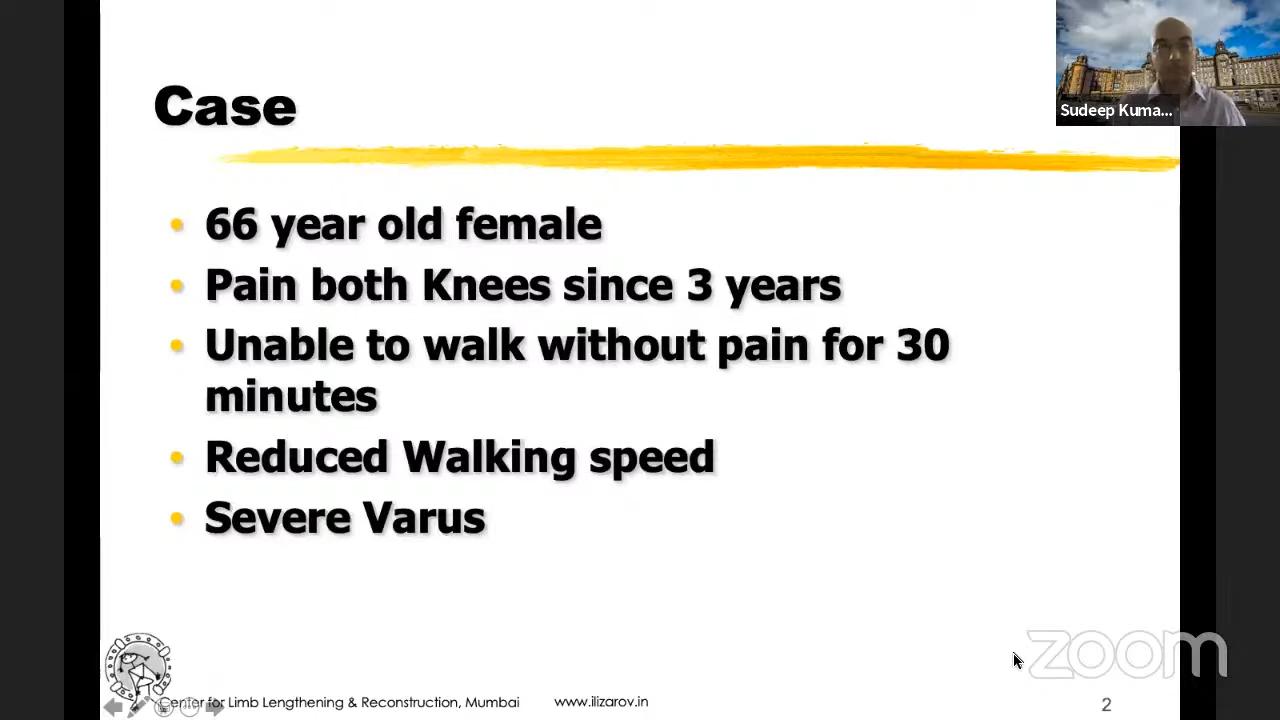 Case
Sudeep Kuma...
• 66 year old female
• Pain both Knees since 3 years
• Unable to walk without pain for 30
minutes
• Reduced Walking speed
• Severe Varus
zoom
Center for Limb Lengthening & Reconstruction, Mumbai www.ilizarov.in 2